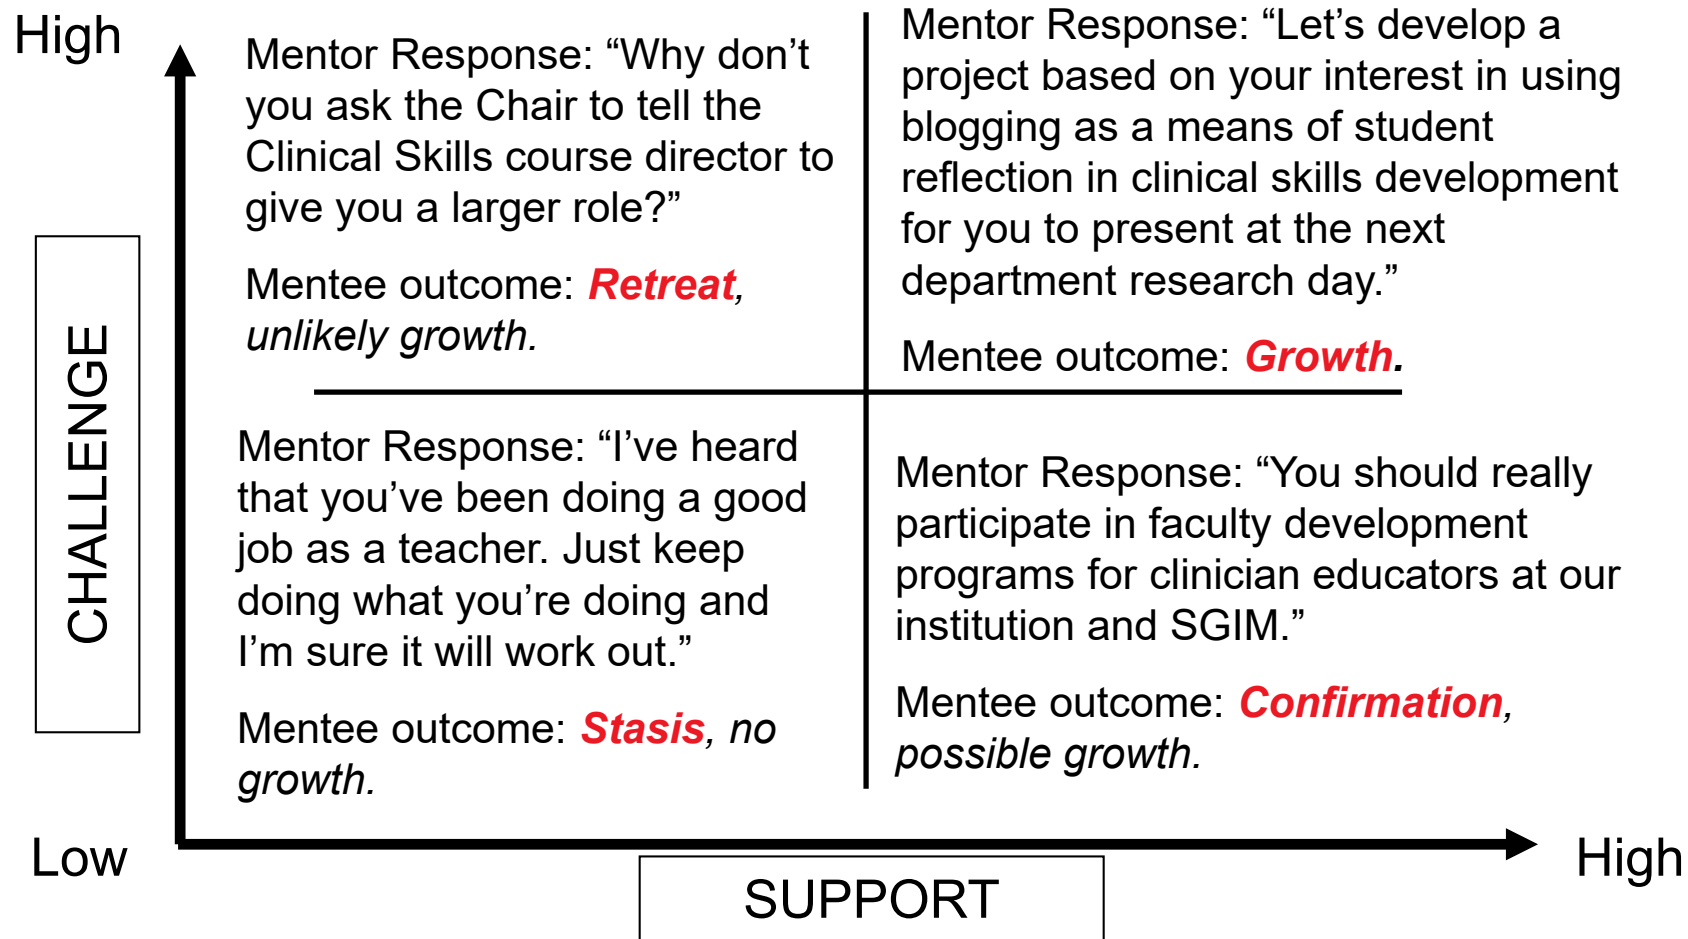 High
Mentor Response: “Why don’t
you ask the Chair to tell the
Clinical Skills course director to
give you a larger role?”
Mentee outcome: Retreat,
unlikely growth.
Mentor Response: “Let’s develop a
project based on your interest in using
blogging as a means of student
reflection in clinical skills development
for you to present at the next
department research day.”
Mentee outcome: Growth.
CHALLENGE
Mentor Response: “I’ve heard
that you’ve been doing a good
job as a teacher. Just keep
doing what you’re doing and
I’m sure it will work out.”
Mentee outcome: Stasis, no
growth.
Mentor Response: “You should really
participate in faculty development
programs for clinician educators at our
institution and SGIM.”
Mentee outcome: Confirmation,
possible growth.
Low
SUPPORT
High